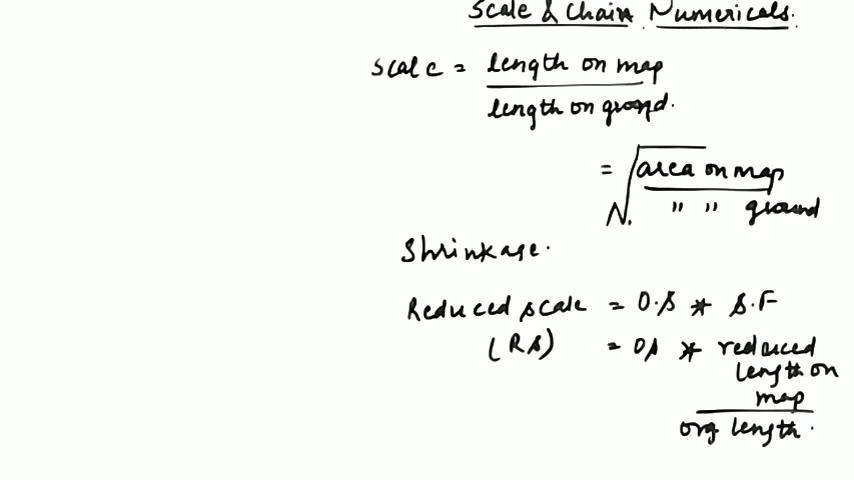 Scale & Chain Numericals.
Scale = length on map
length on ground.
= √ area on map
" " ground
Shrinkage.
Reduced scale = O.S * S.F
(RS) = OS * reduced
length on
map
org length.